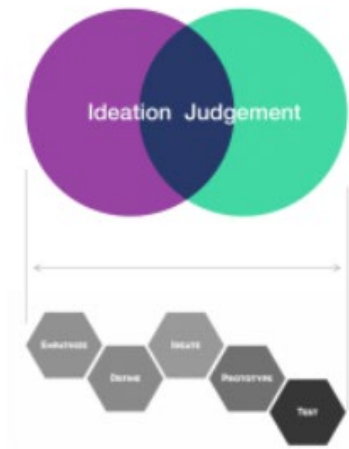 Ideation Judgement
EMPATHIZE
DEFINE
IDEATE
PROTOTYPE
TEST